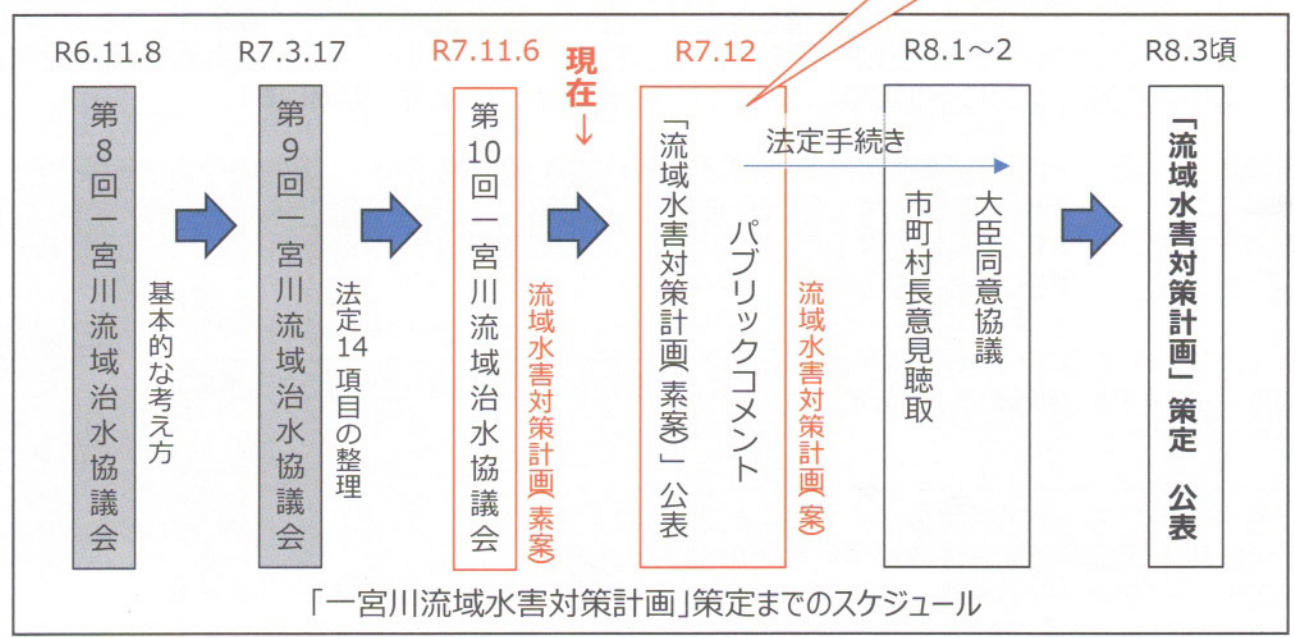 R6.11.8
第8回一宮川流域治水協議会
基本的な考え方
R7.3.17
第9回一宮川流域治水協議会
法定14項目の整理
R7.11.6
第10回一宮川流域治水協議会
流域水害対策計画(素案)
現在→
R7.12
「流域水害対策計画(素案)」公表
パブリックコメント
流域水害対策計画(案)
法定手続き
R8.1～2
市町村長意見聴取
大臣同意協議
R8.3頃
「流域水害対策計画」策定 公表
「一宮川流域水害対策計画」策定までのスケジュール